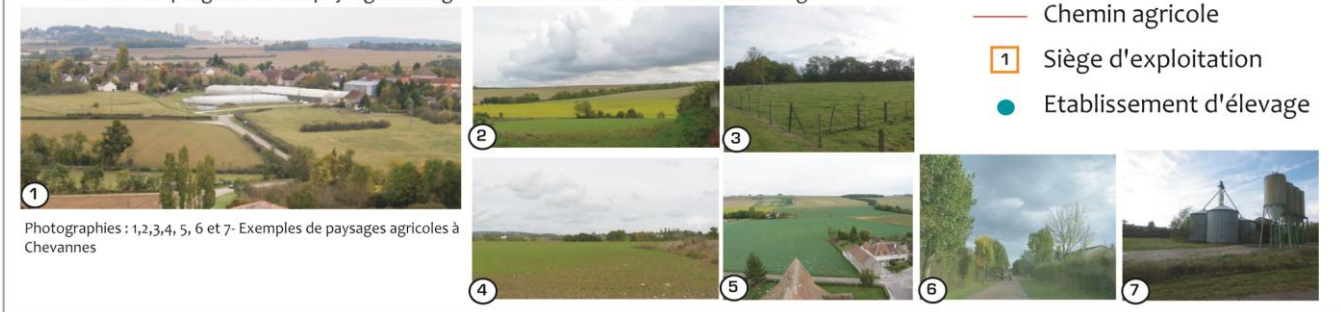 Chemin agricole
1 Siège d'exploitation
Etablissement d'élevage
1
2
3
4
5
6
7
Photographies : 1,2,3,4, 5, 6 et 7- Exemples de paysages agricoles à
Chevannes